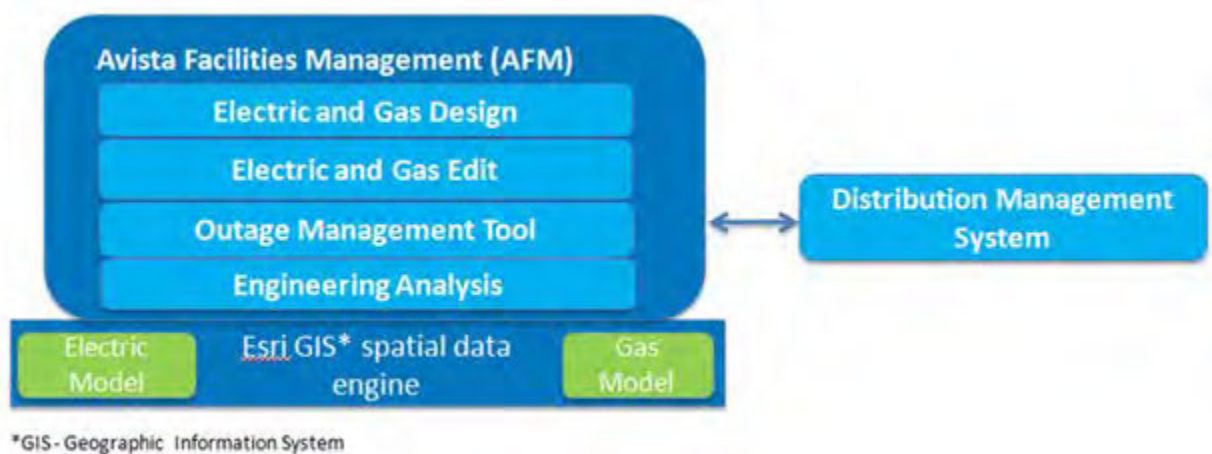 Avista Facilities Management (AFM)
Electric and Gas Design
Electric and Gas Edit
Outage Management Tool
Engineering Analysis
Distribution Management
System
Electric
Model
Esri GIS* spatial data
engine
Gas
Model
*GIS - Geographic Information System